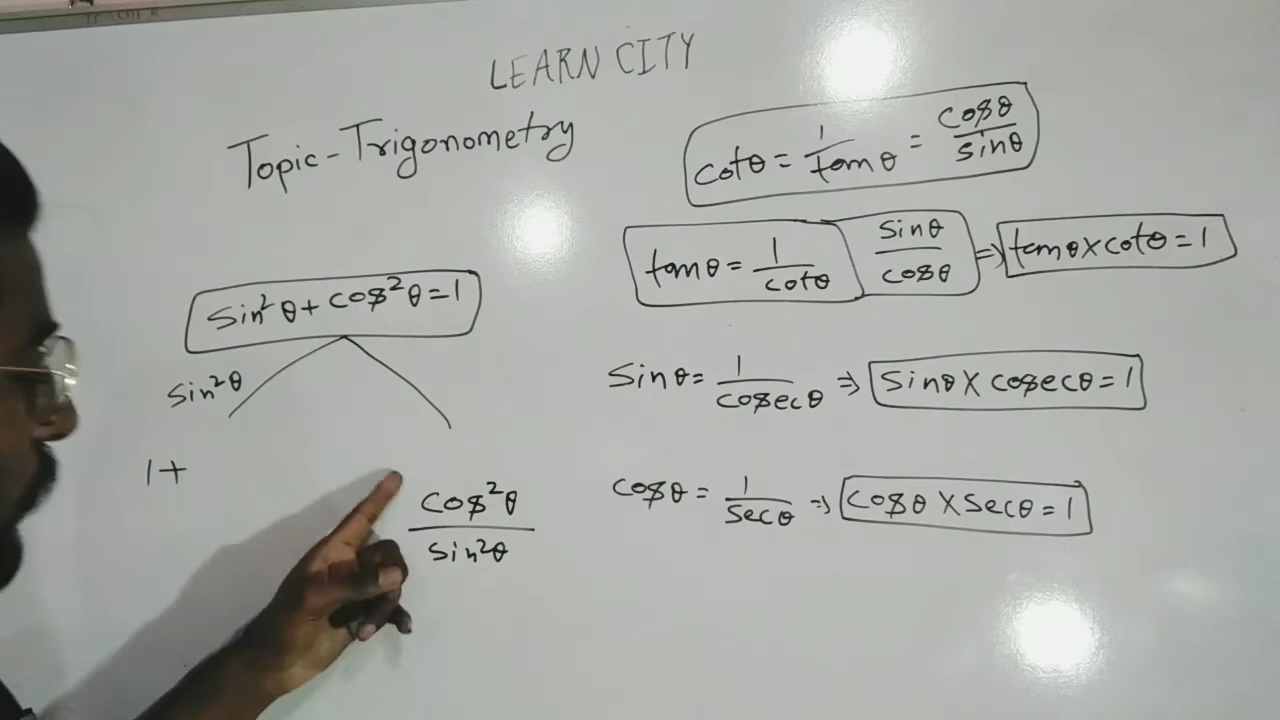 LEARN CITY
Topic-Trigonometry
cotθ = 1/tanθ = cosθ/sinθ
tanθ = 1/cotθ sinθ/cosθ ⇒ tanθ×cotθ=1
Sin²θ + cos²θ = 1
Sin²θ
Sinθ = 1/cosecθ ⇒ Sinθ × cosecθ = 1
1+
cos²θ/sin²θ
cosθ = 1/secθ ⇒ cosθ × secθ = 1